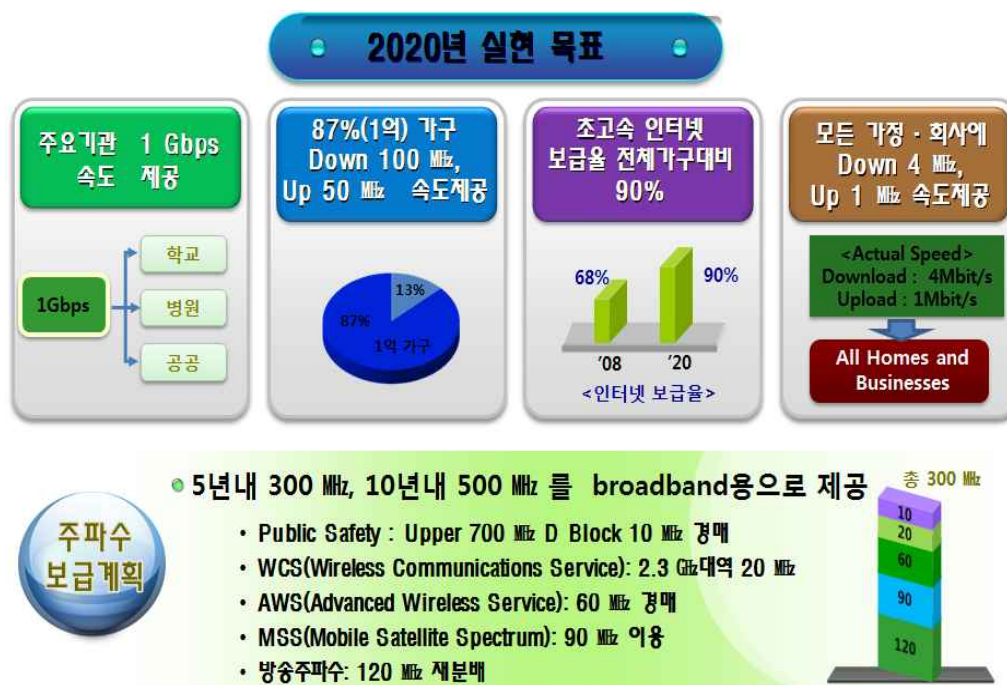 2020년 실현 목표
주요기관 1 Gbps
속도 제공
1Gbps
학교
병원
공공
87%(1억) 가구
Down 100 ㎒,
Up 50 ㎒ 속도제공
13%
87%
1억 가구
초고속 인터넷
보급율 전체가구대비
90%
68%
90%
'08
'20
<인터넷 보급율>
모든 가정·회사에
Down 4 ㎒,
Up 1 ㎒ 속도제공
<Actual Speed>
Download : 4Mbit/s
Upload : 1Mbit/s
All Homes and
Businesses
주파수
보급계획
5년내 300 ㎒, 10년내 500 ㎒ 를 broadband용으로 제공
• Public Safety : Upper 700 ㎒ D Block 10 ㎒ 경매
• WCS(Wireless Communications Service): 2.3 ㎓대역 20 ㎒
• AWS(Advanced Wireless Service): 60 ㎒ 경매
• MSS(Mobile Satellite Spectrum): 90 ㎒ 이용
• 방송주파수: 120 ㎒ 재분배
총 300 ㎒
10
20
60
90
120